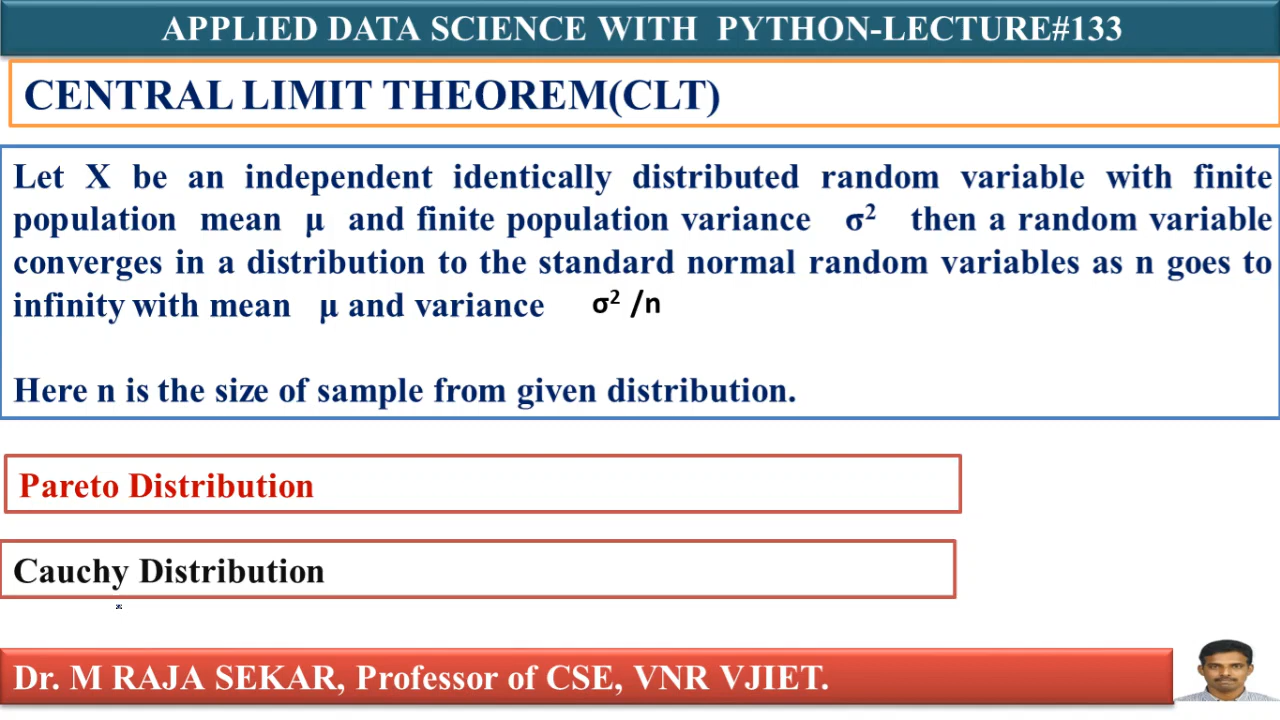 APPLIED DATA SCIENCE WITH PYTHON-LECTURE#133
CENTRAL LIMIT THEOREM(CLT)
Let X be an independent identically distributed random variable with finite
population mean μ and finite population variance σ² then a random variable
converges in a distribution to the standard normal random variables as n goes to
infinity with mean μ and variance σ² /n
Here n is the size of sample from given distribution.
Pareto Distribution
Cauchy Distribution
Dr. M RAJA SEKAR, Professor of CSE, VNR VJIET.